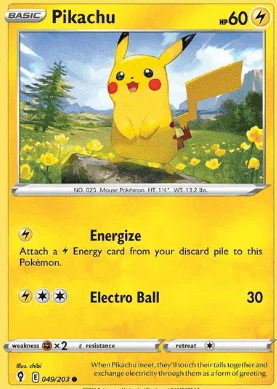 BASIC Pikachu HP60
NO. 025 Mouse Pokémon HT. 1'4" WT. 13.2 lbs.
Energize
Attach a Energy card from your discard pile to this
Pokémon.
Electro Ball 30
weakness ×2 resistance retreat
Illus. chibi
E 049/203
When Pikachu meet, they'll touch their tails together and
exchange electricity through them as a form of greeting.